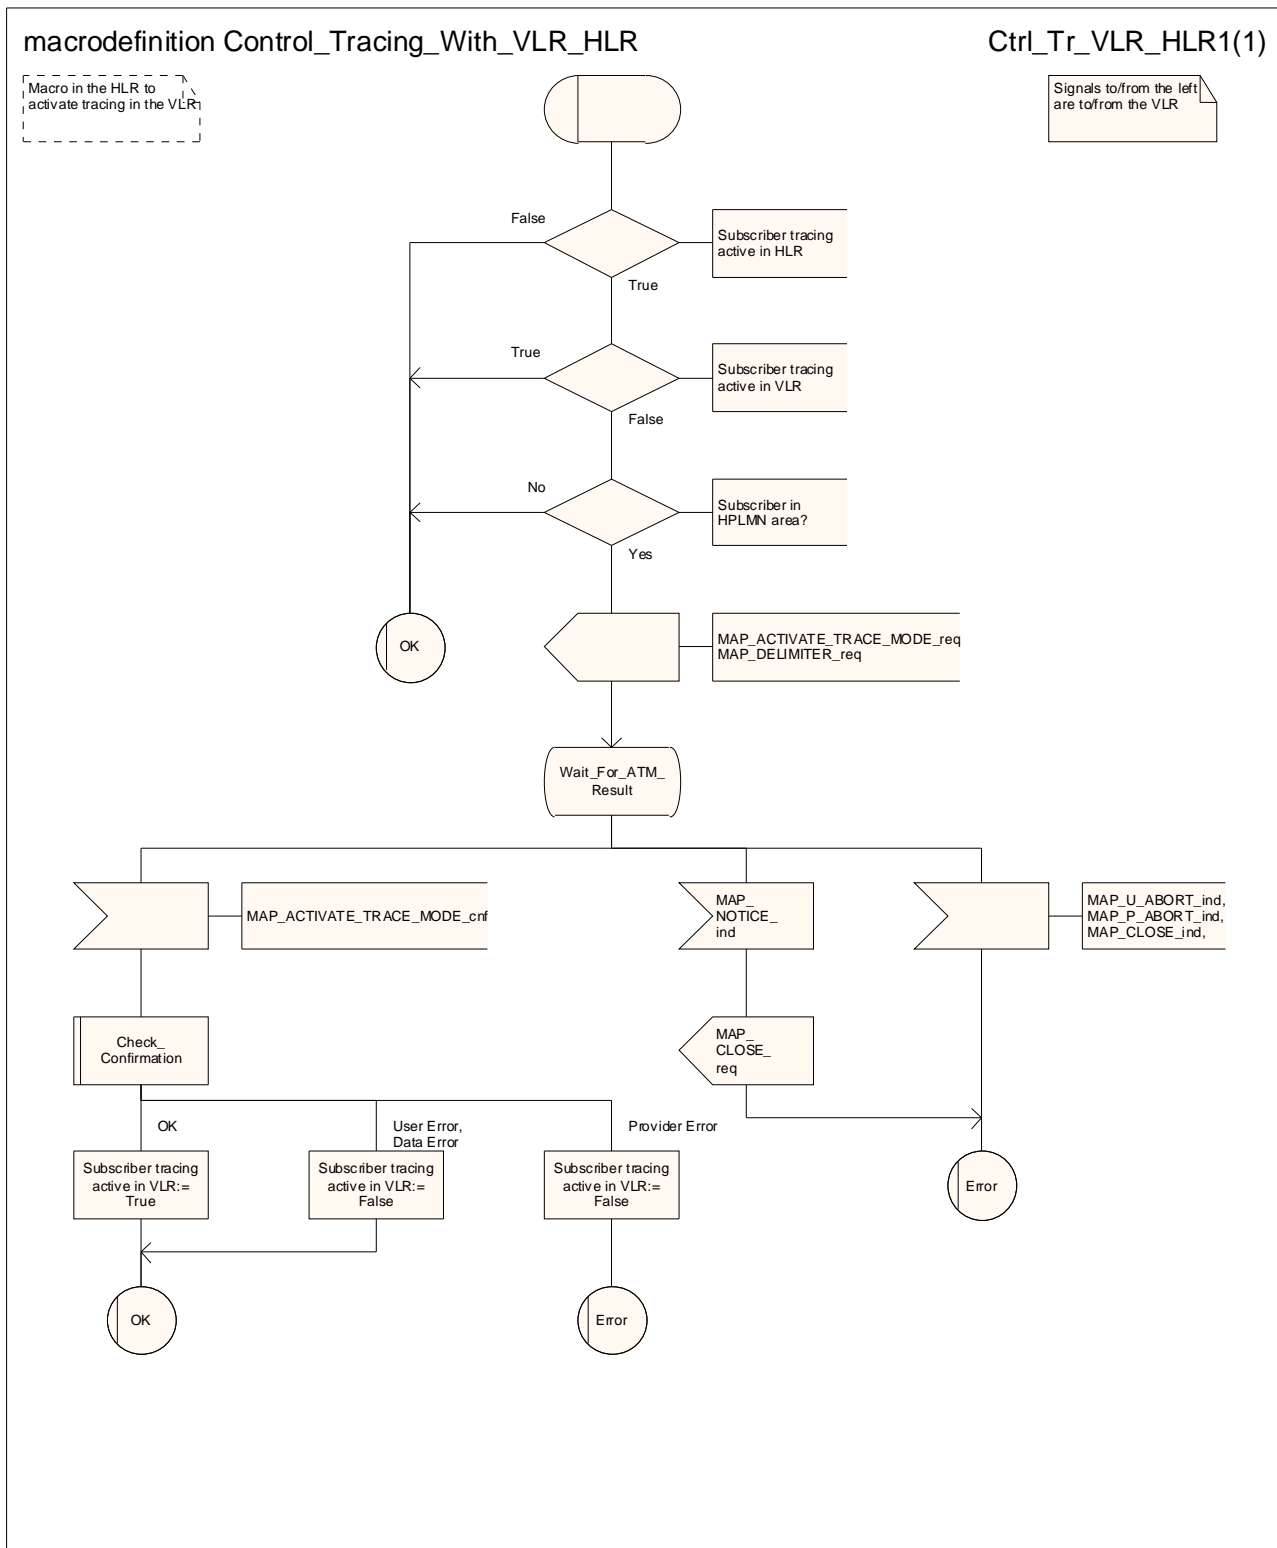 macrodefinition Control_Tracing_With_VLR_HLR
Ctrl_Tr_VLR_HLR1(1)
Macro in the HLR to
activate tracing in the VLR
Signals to/from the left
are to/from the VLR
False
Subscriber tracing
active in HLR
True
True
Subscriber tracing
active in VLR
False
No
Subscriber in
HPLMN area?
Yes
OK
MAP_ACTIVATE_TRACE_MODE_req
MAP_DELIMITER_req
Wait_For_ATM_
Result
MAP_ACTIVATE_TRACE_MODE_cnf
MAP_
NOTICE_
ind
MAP_U_ABORT_ind,
MAP_P_ABORT_ind,
MAP_CLOSE_ind,
Check_
Confirmation
MAP_
CLOSE_
req
OK
User Error,
Data Error
Provider Error
Subscriber tracing
active in VLR:=
True
Subscriber tracing
active in VLR:=
False
Subscriber tracing
active in VLR:=
False
Error
OK
Error